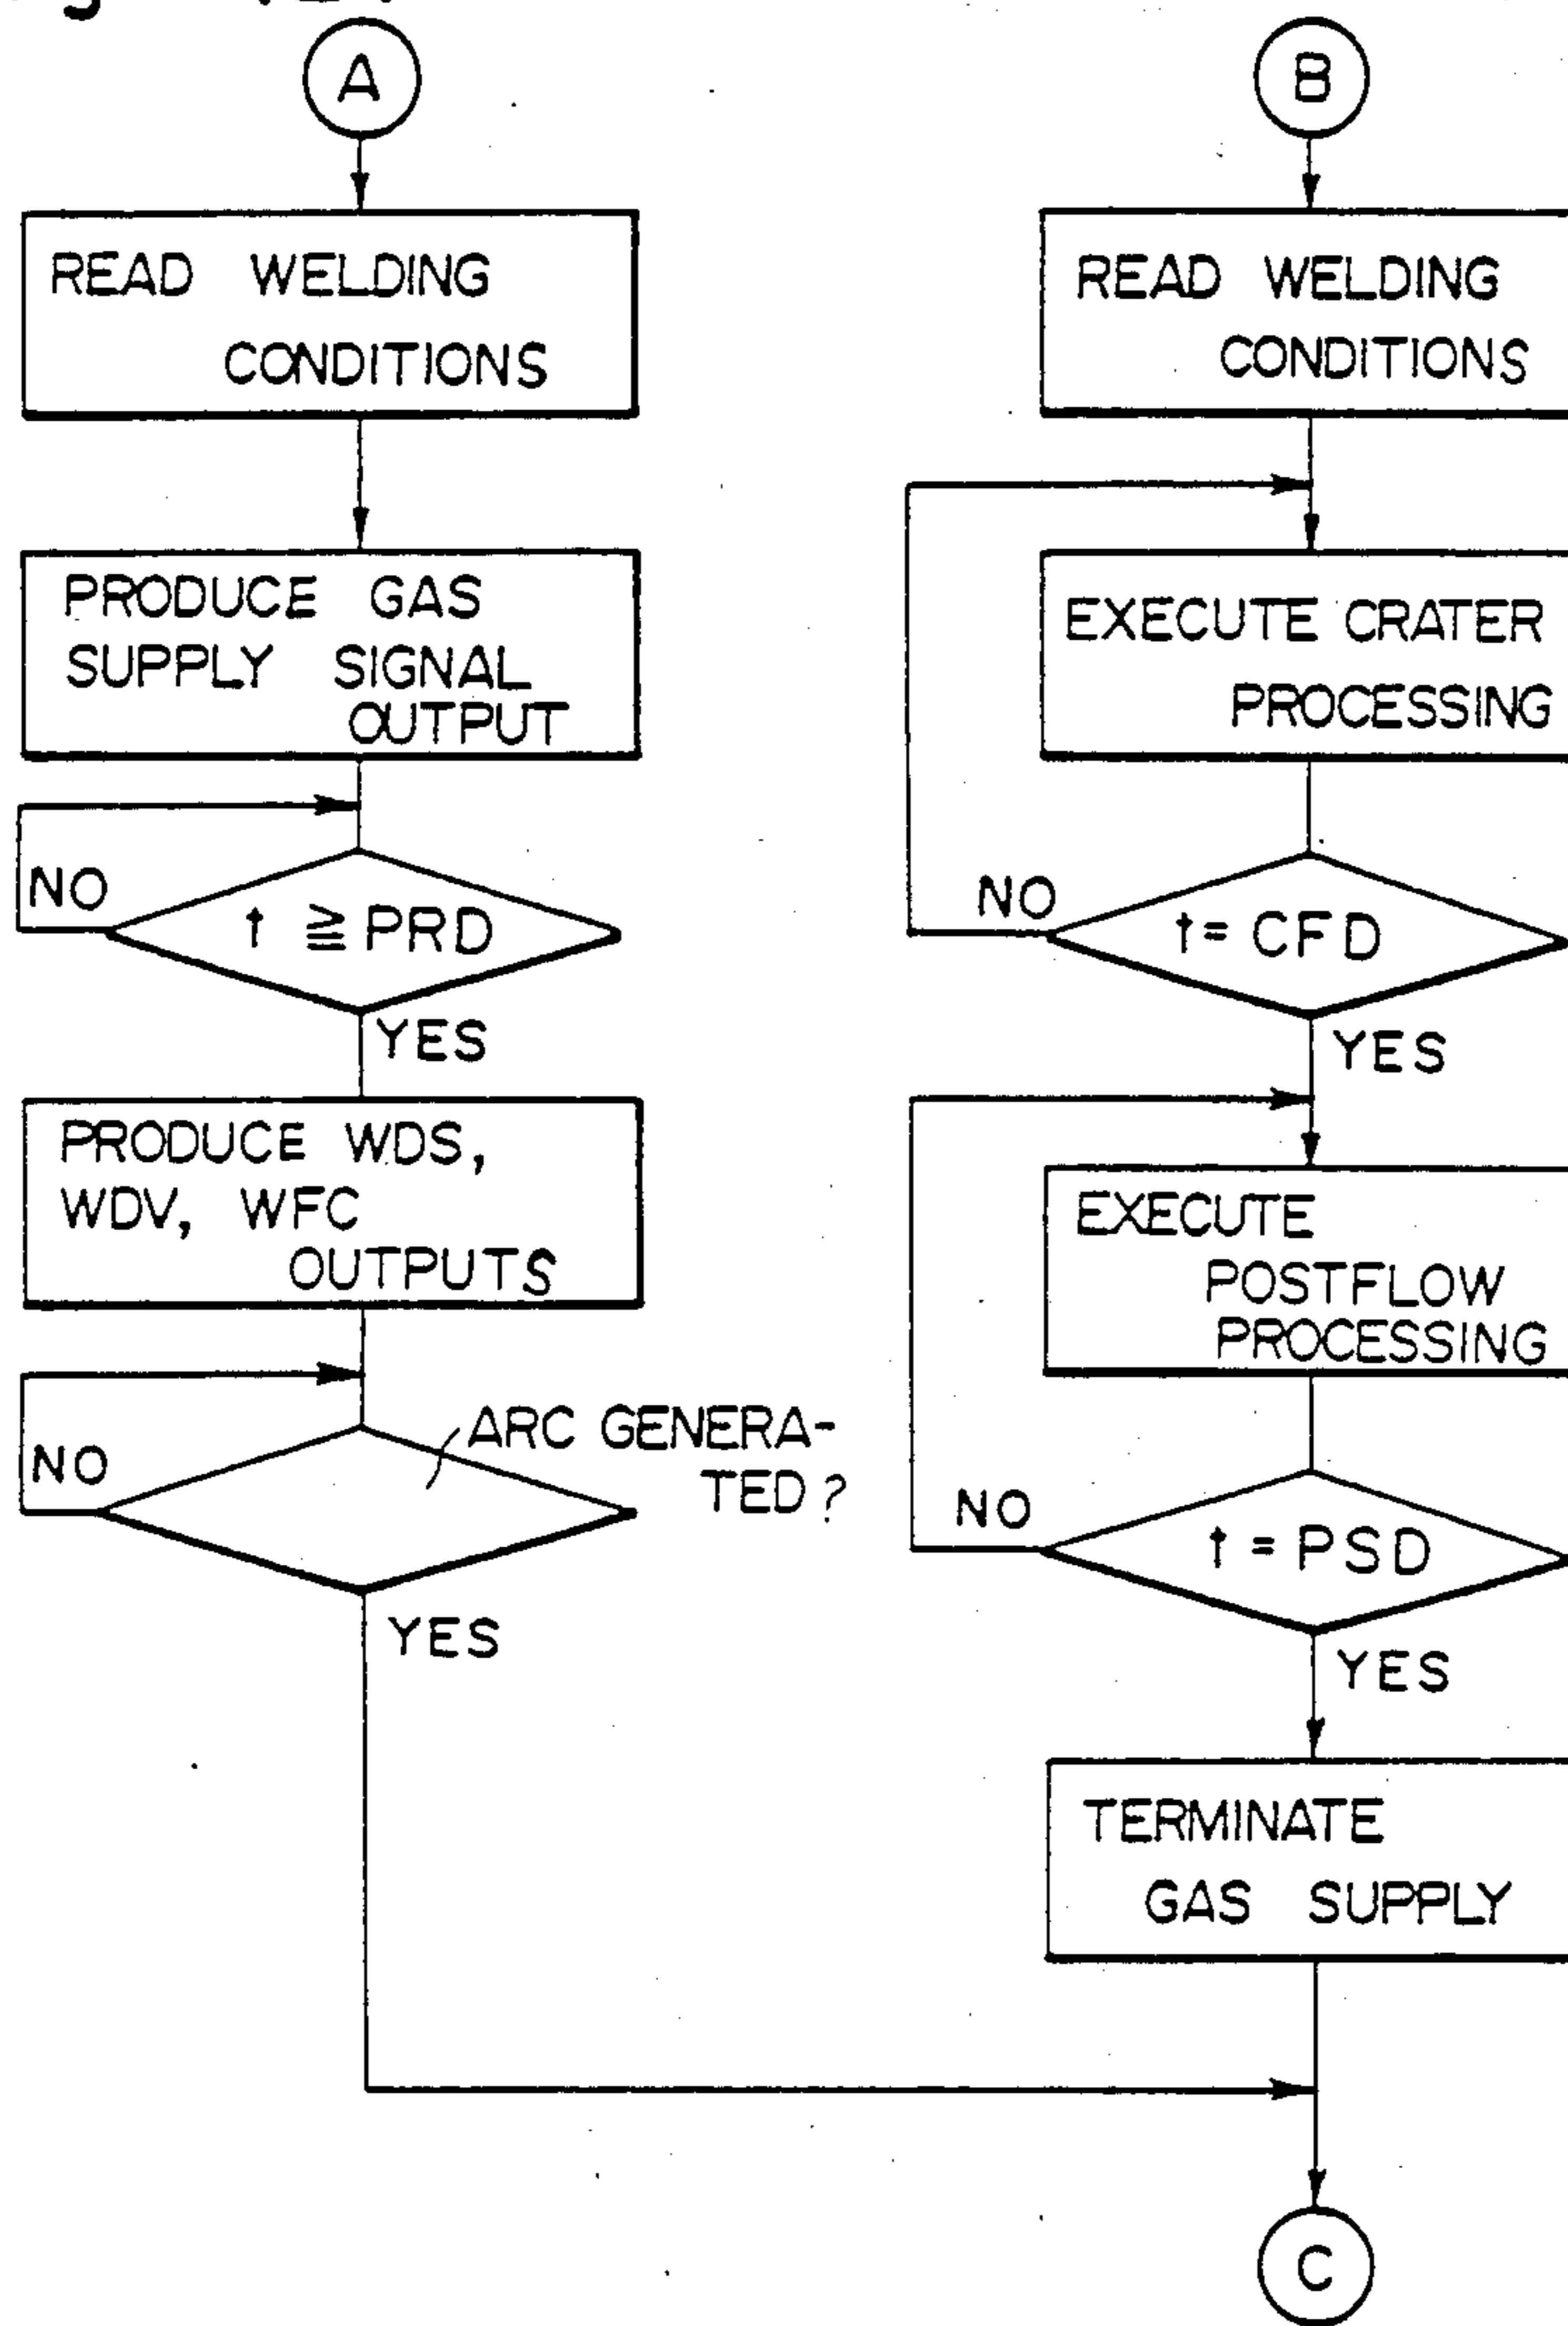 A
READ WELDING
CONDITIONS
PRODUCE GAS
SUPPLY SIGNAL
OUTPUT
NO
t ≧ PRD
YES
PRODUCE WDS,
WDV, WFC
OUTPUTS
ARC GENERA-
TED?
NO
YES
B
READ WELDING
CONDITIONS
EXECUTE CRATER
PROCESSING
NO
t = CFD
YES
EXECUTE
POSTFLOW
PROCESSING
NO
t = PSD
YES
TERMINATE
GAS SUPPLY
C